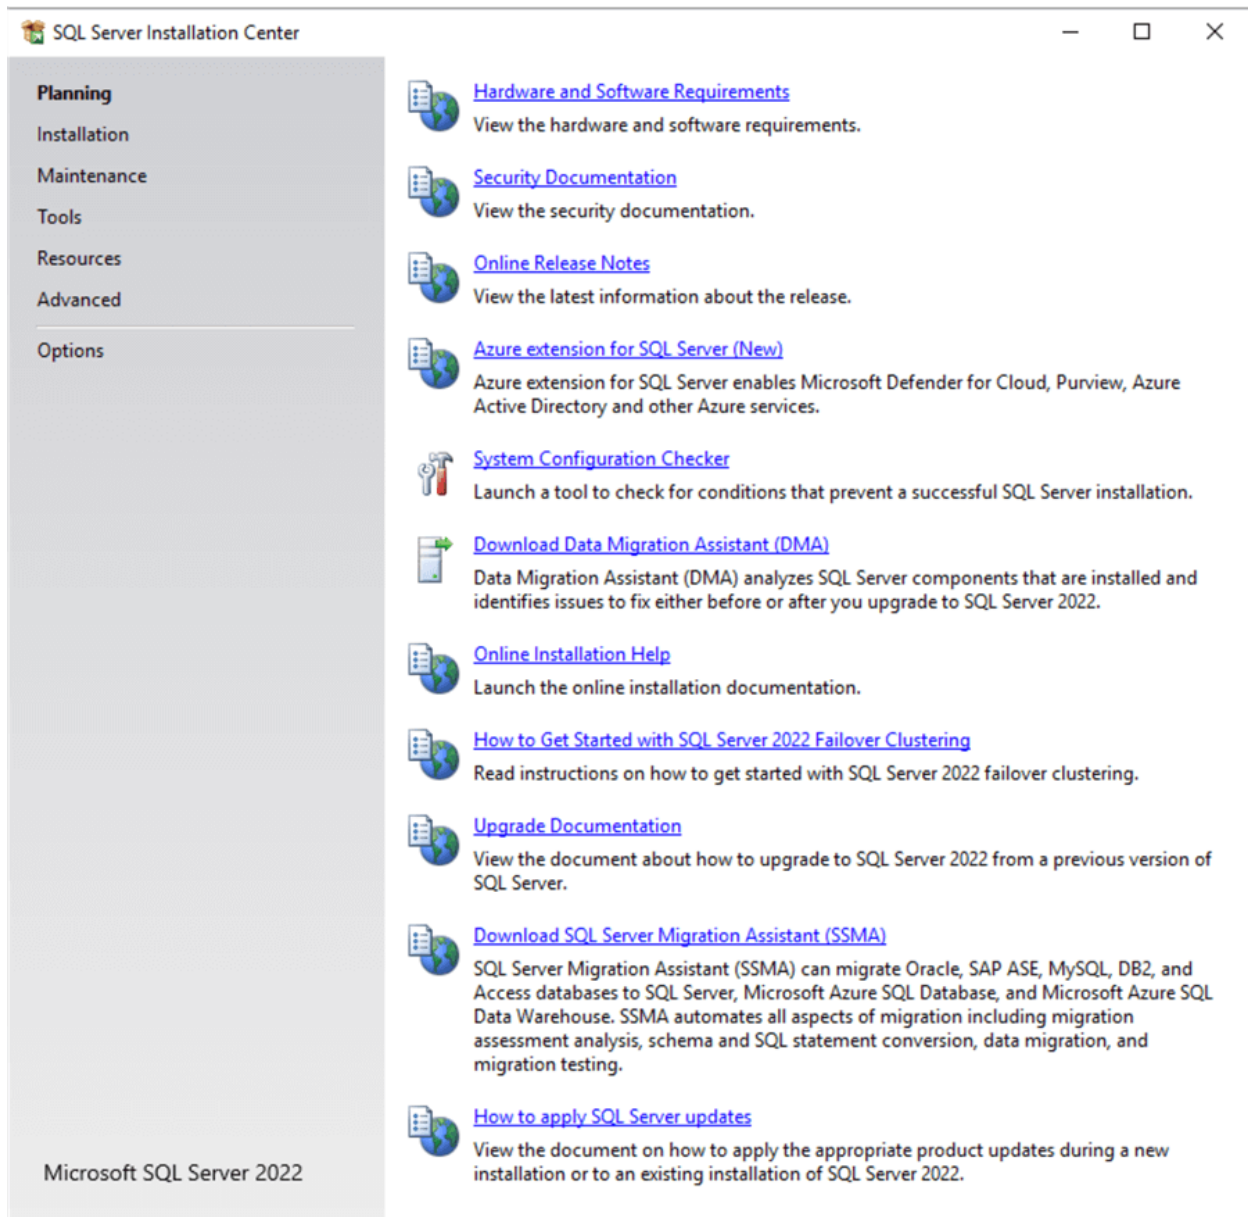 SQL Server Installation Center
Planning
Installation
Maintenance
Tools
Resources
Advanced
Options
Microsoft SQL Server 2022
Hardware and Software Requirements
View the hardware and software requirements.
Security Documentation
View the security documentation.
Online Release Notes
View the latest information about the release.
Azure extension for SQL Server (New)
Azure extension for SQL Server enables Microsoft Defender for Cloud, Purview, Azure
Active Directory and other Azure services.
System Configuration Checker
Launch a tool to check for conditions that prevent a successful SQL Server installation.
Download Data Migration Assistant (DMA)
Data Migration Assistant (DMA) analyzes SQL Server components that are installed and
identifies issues to fix either before or after you upgrade to SQL Server 2022.
Online Installation Help
Launch the online installation documentation.
How to Get Started with SQL Server 2022 Failover Clustering
Read instructions on how to get started with SQL Server 2022 failover clustering.
Upgrade Documentation
View the document about how to upgrade to SQL Server 2022 from a previous version of
SQL Server.
Download SQL Server Migration Assistant (SSMA)
SQL Server Migration Assistant (SSMA) can migrate Oracle, SAP ASE, MySQL, DB2, and
Access databases to SQL Server, Microsoft Azure SQL Database, and Microsoft Azure SQL
Data Warehouse. SSMA automates all aspects of migration including migration
assessment analysis, schema and SQL statement conversion, data migration, and
migration testing.
How to apply SQL Server updates
View the document on how to apply the appropriate product updates during a new
installation or to an existing installation of SQL Server 2022.